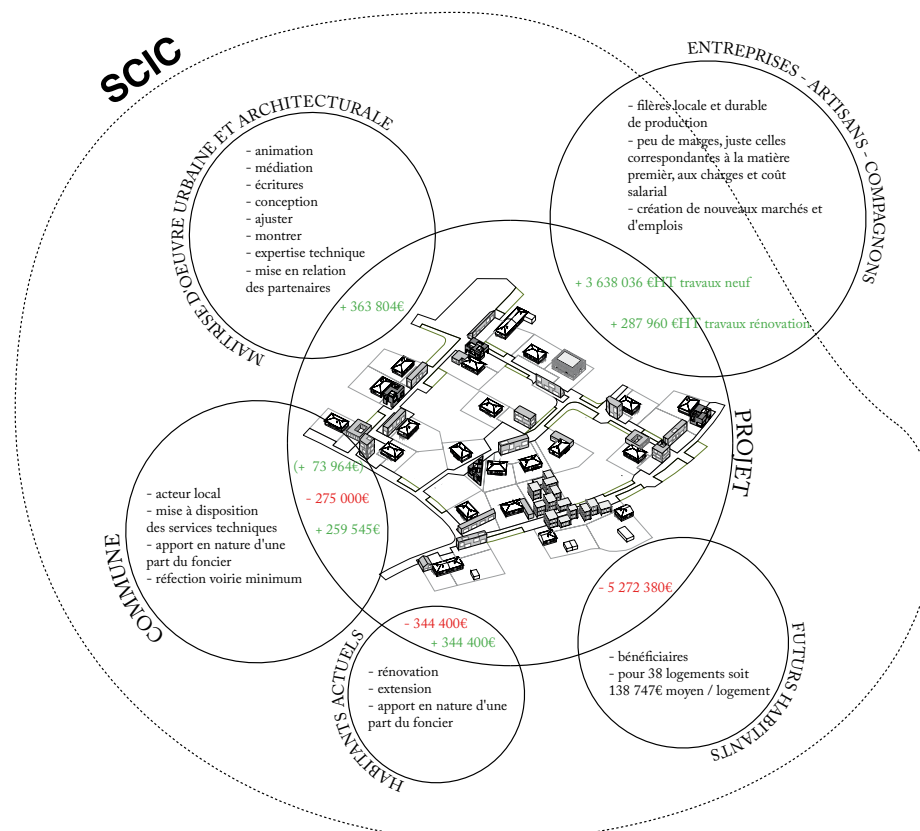 SCIC
MAITRISE D'OEUVRE URBAINE ET ARCHITECTURALE
- animation
- médiation
- écritures
- conception
- ajuster
- montrer
- expertise technique
- mise en relation
des partenaires
+ 363 804€
ENTREPRISES - ARTISANS - COMPAGNONS
- filères locale et durable
de production
- peu de marges, juste celles
correspondantes à la matière
premièr, aux charges et coût
salarial
- création de nouveaux marchés et
d'emplois
+ 3 638 036 €HT travaux neuf
+ 287 960 €HT travaux rénovation
PROJET
COMMUNE
- acteur local
- mise à disposition
des services techniques
- apport en nature d'une
part du foncier
- réfection voirie minimum
(+ 73 964€)
- 275 000€
+ 259 545€
HABITANTS ACTUELS
- 344 400€
+ 344 400€
- rénovation
- extension
- apport en nature d'une
part du foncier
FUTURS HABITANTS
- 5 272 380€
- bénéficiaires
- pour 38 logements soit
138 747€ moyen / logement